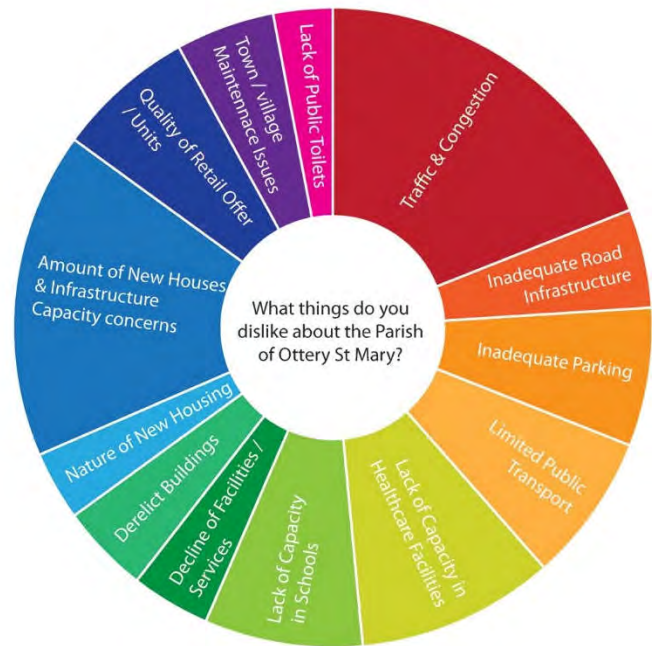 What things do you
dislike about the Parish
of Ottery St Mary?
Traffic & Congestion
Inadequate Road
Infrastructure
Inadequate Parking
Limited Public
Transport
Lack of Capacity in
Healthcare Facilities
Lack of Capacity
in Schools
Decline of Facilities /
Services
Derelict Buildings
Nature of New Housing
Amount of New Houses
& Infrastructure
Capacity concerns
Quality of Retail Offer
/ Units
Town / village
Maintennace Issues
Lack of Public Toilets